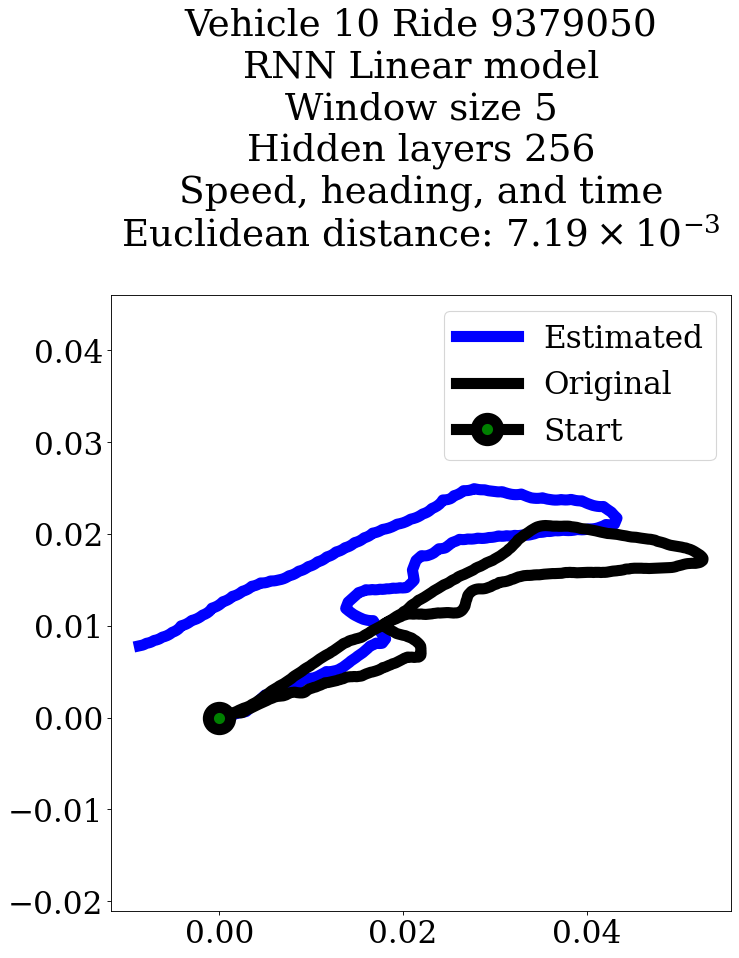 Vehicle 10 Ride 9379050
RNN Linear model
Window size 5
Hidden layers 256
Speed, heading, and time
Euclidean distance: 7.19 × 10⁻³
Estimated
Original
Start
0.04
0.03
0.02
0.01
0.00
−0.01
−0.02
0.00 0.02 0.04